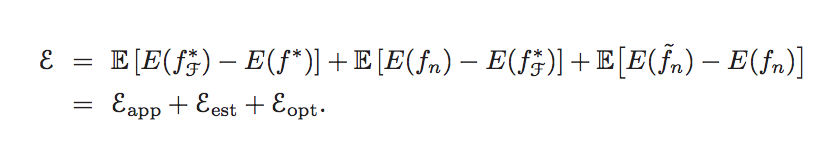 ℰ = 𝔼[E(f*_ℱ) − E(f*)] + 𝔼[E(f_n) − E(f*_ℱ)] + 𝔼[E(f̃_n) − E(f_n)]
= ℰ_app + ℰ_est + ℰ_opt.